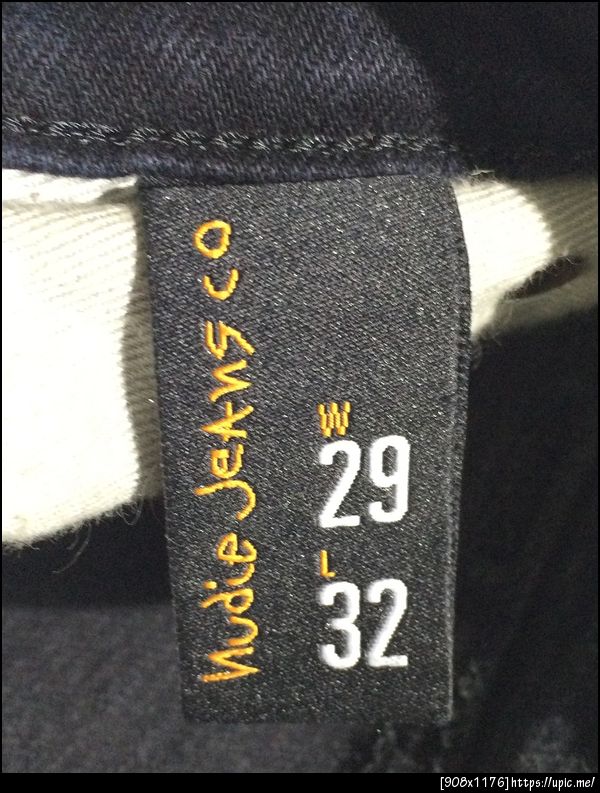 nudie Jeans co
W
29
L
32
[908x1176]https://upic.me/